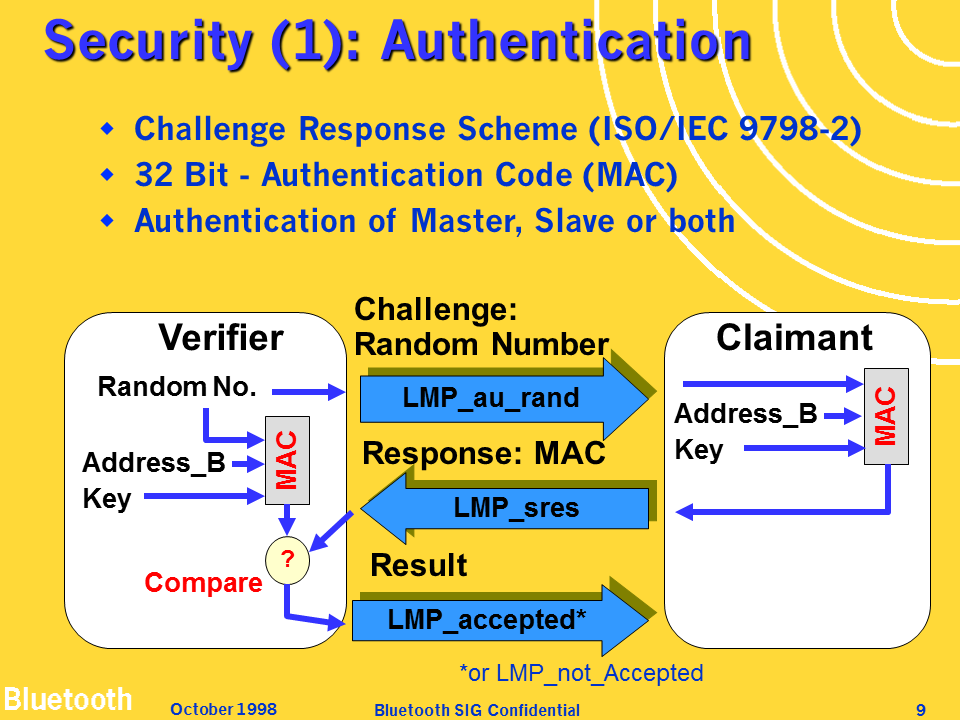 Security (1): Authentication
Challenge Response Scheme (ISO/IEC 9798-2)
32 Bit - Authentication Code (MAC)
Authentication of Master, Slave or both
Challenge:
Random Number
Verifier
Claimant
Random No.
LMP_au_rand
MAC
Address_B
Key
MAC
Address_B
Key
Response: MAC
LMP_sres
?
Compare
Result
LMP_accepted*
*or LMP_not_Accepted
Bluetooth
October 1998
Bluetooth SIG Confidential
9